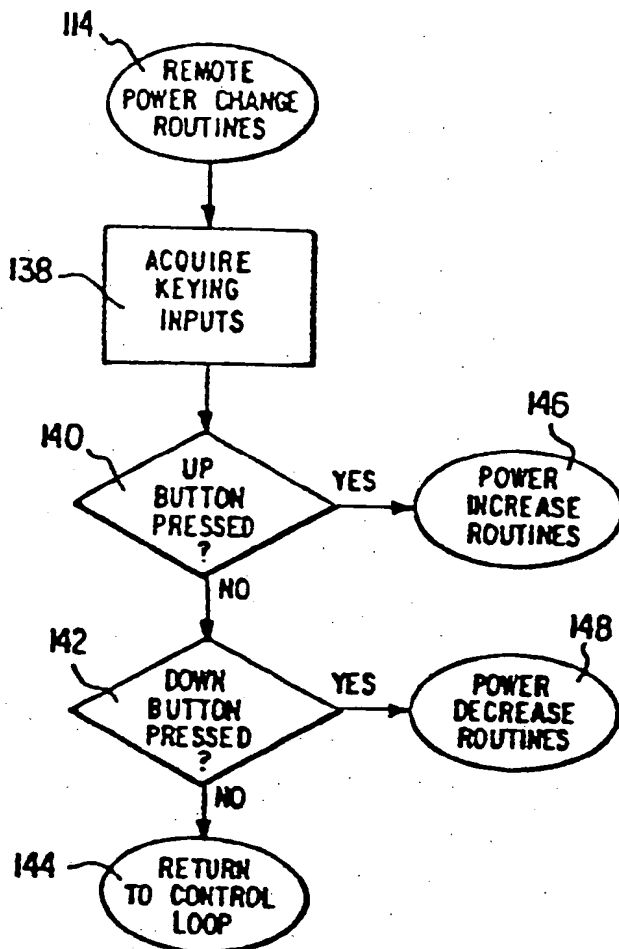 114
REMOTE
POWER CHANGE
ROUTINES
138
ACQUIRE
KEYING
INPUTS
140
UP
BUTTON
PRESSED
?
YES
146
POWER
INCREASE
ROUTINES
NO
142
DOWN
BUTTON
PRESSED
?
YES
148
POWER
DECREASE
ROUTINES
NO
144
RETURN
TO CONTROL
LOOP